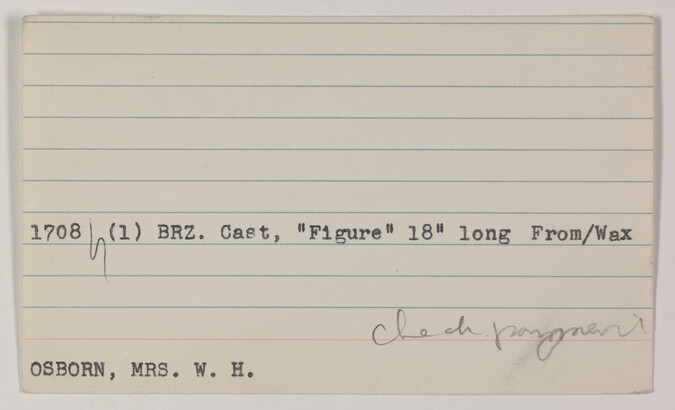 1708 (1) BRZ. Cast, "Figure" 18" long From/Wax
check payment
OSBORN, MRS. W. H.